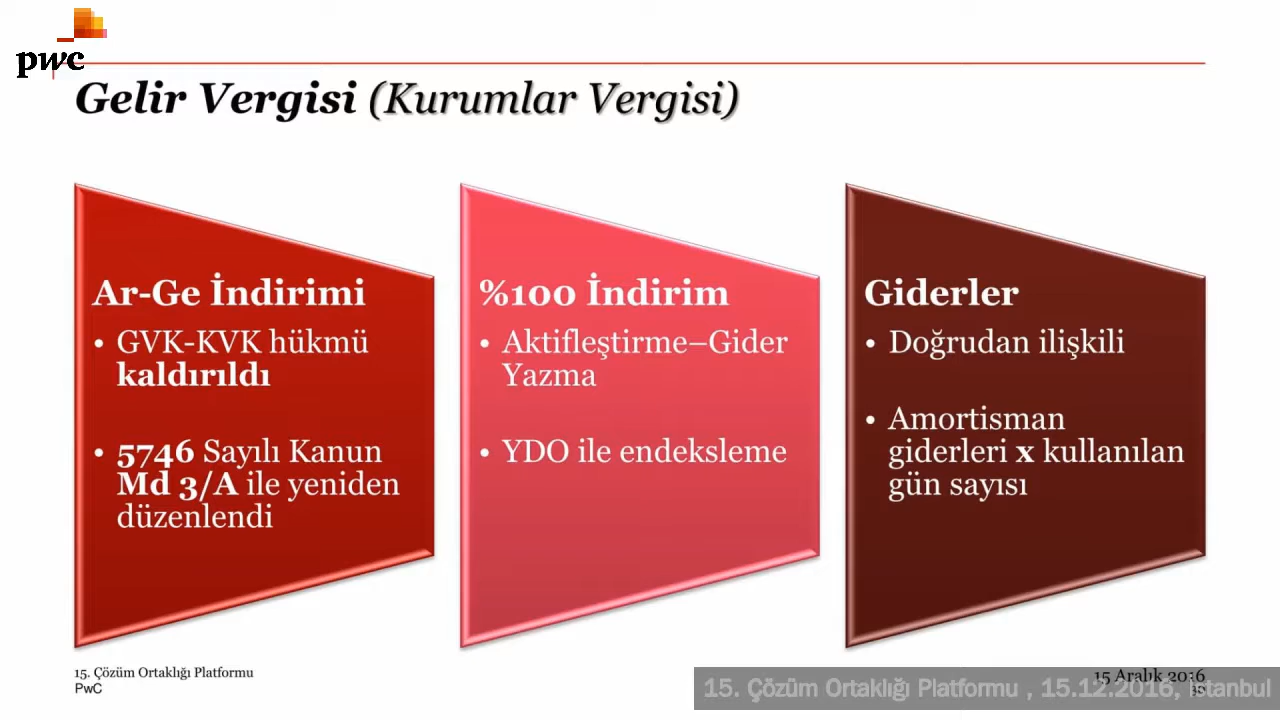 pwc
Gelir Vergisi (Kurumlar Vergisi)
Ar-Ge İndirimi
• GVK-KVK hükmü
kaldırıldı
• 5746 Sayılı Kanun
Md 3/A ile yeniden
düzenlendi
%100 İndirim
• Aktifleştirme–Gider
Yazma
• YDO ile endeksleme
Giderler
• Doğrudan ilişkili
• Amortisman
giderleri x kullanılan
gün sayısı
15. Çözüm Ortaklığı Platformu
PwC
15 Aralık 2016
15. Çözüm Ortaklığı Platformu , 15.12.2016, İstanbul